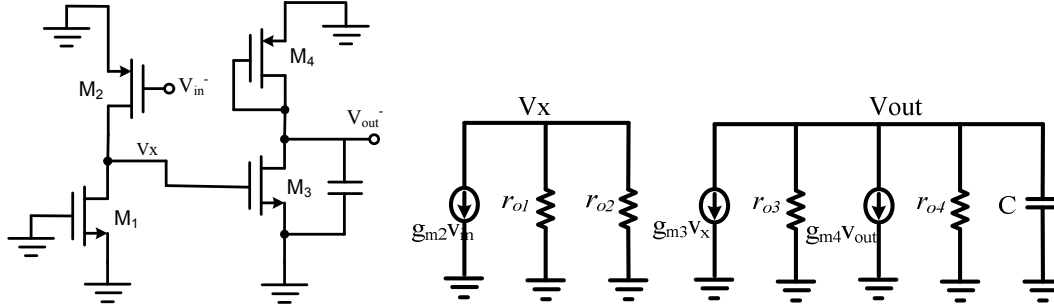 M4
M2
Vin-
Vout-
Vx
M3
M1
Vx
ro1
ro2
gm2vin
Vout
ro3
ro4
C
gm3vx
gm4vout